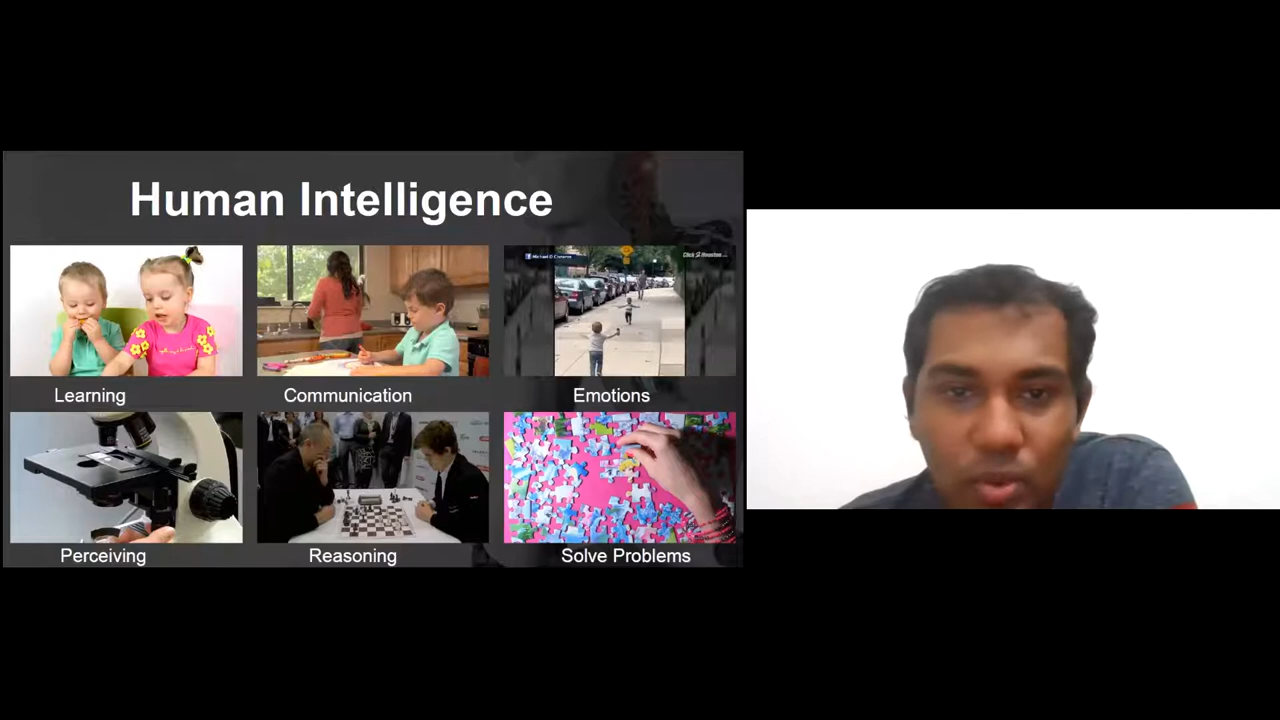 Human Intelligence
Learning
Communication
Emotions
Perceiving
Reasoning
Solve Problems